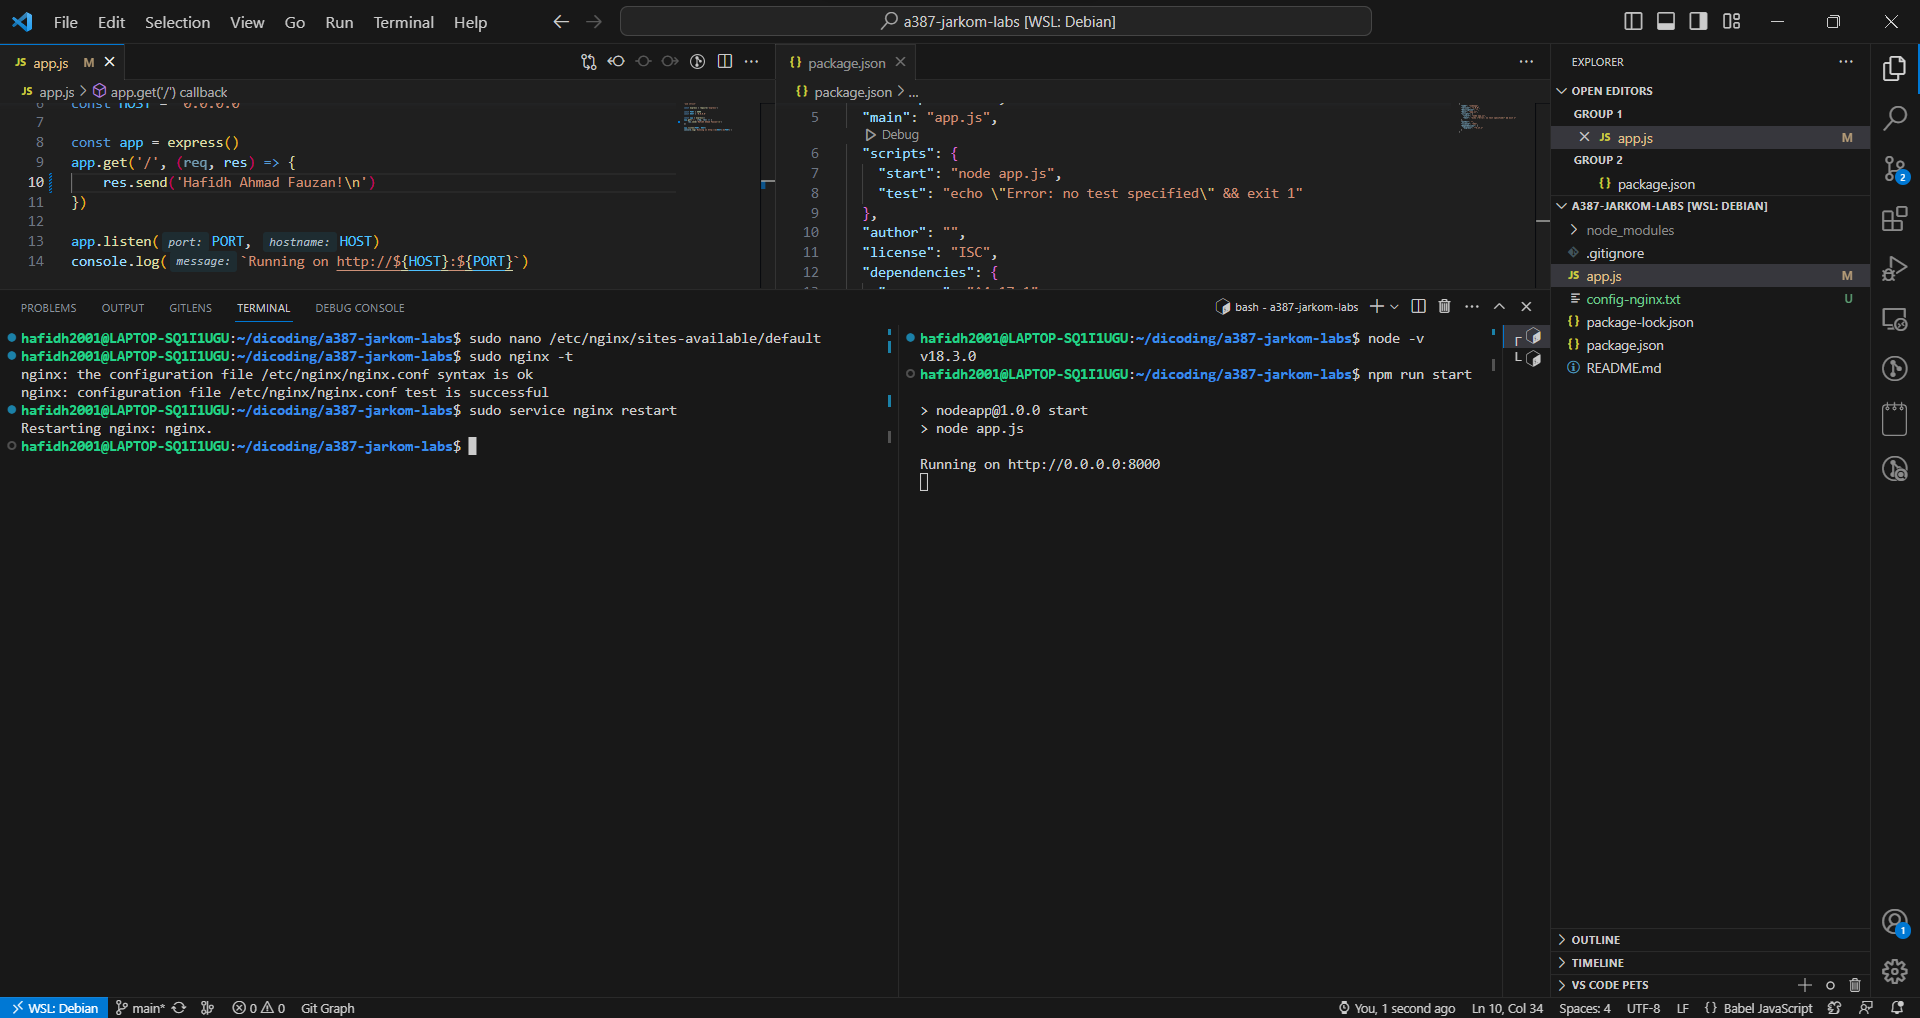 File Edit Selection View Go Run Terminal Help
a387-jarkom-labs [WSL: Debian]
JS app.js M
JS app.js > app.get('/') callback
6 const HOST = '0.0.0.0'
7
8 const app = express()
9 app.get('/', (req, res) => {
10 res.send('Hafidh Ahmad Fauzan!\n')
11 })
12
13 app.listen( port: PORT, hostname: HOST)
14 console.log( message: `Running on http://${HOST}:${PORT}`)
{} package.json
{} package.json > ...
5 "main": "app.js",
Debug
6 "scripts": {
7 "start": "node app.js",
8 "test": "echo \"Error: no test specified\" && exit 1"
9 },
10 "author": "",
11 "license": "ISC",
12 "dependencies": {
PROBLEMS OUTPUT GITLENS TERMINAL DEBUG CONSOLE
bash - a387-jarkom-labs
hafidh2001@LAPTOP-SQ1I1UGU:~/dicoding/a387-jarkom-labs$ sudo nano /etc/nginx/sites-available/default
hafidh2001@LAPTOP-SQ1I1UGU:~/dicoding/a387-jarkom-labs$ sudo nginx -t
nginx: the configuration file /etc/nginx/nginx.conf syntax is ok
nginx: configuration file /etc/nginx/nginx.conf test is successful
hafidh2001@LAPTOP-SQ1I1UGU:~/dicoding/a387-jarkom-labs$ sudo service nginx restart
Restarting nginx: nginx.
hafidh2001@LAPTOP-SQ1I1UGU:~/dicoding/a387-jarkom-labs$
hafidh2001@LAPTOP-SQ1I1UGU:~/dicoding/a387-jarkom-labs$ node -v
v18.3.0
hafidh2001@LAPTOP-SQ1I1UGU:~/dicoding/a387-jarkom-labs$ npm run start
> nodeapp@1.0.0 start
> node app.js
Running on http://0.0.0.0:8000
EXPLORER
OPEN EDITORS
GROUP 1
JS app.js M
GROUP 2
{} package.json
A387-JARKOM-LABS [WSL: DEBIAN]
node_modules
.gitignore
JS app.js M
config-nginx.txt U
{} package-lock.json
{} package.json
README.md
OUTLINE
TIMELINE
VS CODE PETS
2
1
WSL: Debian main* 0 0 Git Graph
You, 1 second ago Ln 10, Col 34 Spaces: 4 UTF-8 LF {} Babel JavaScript